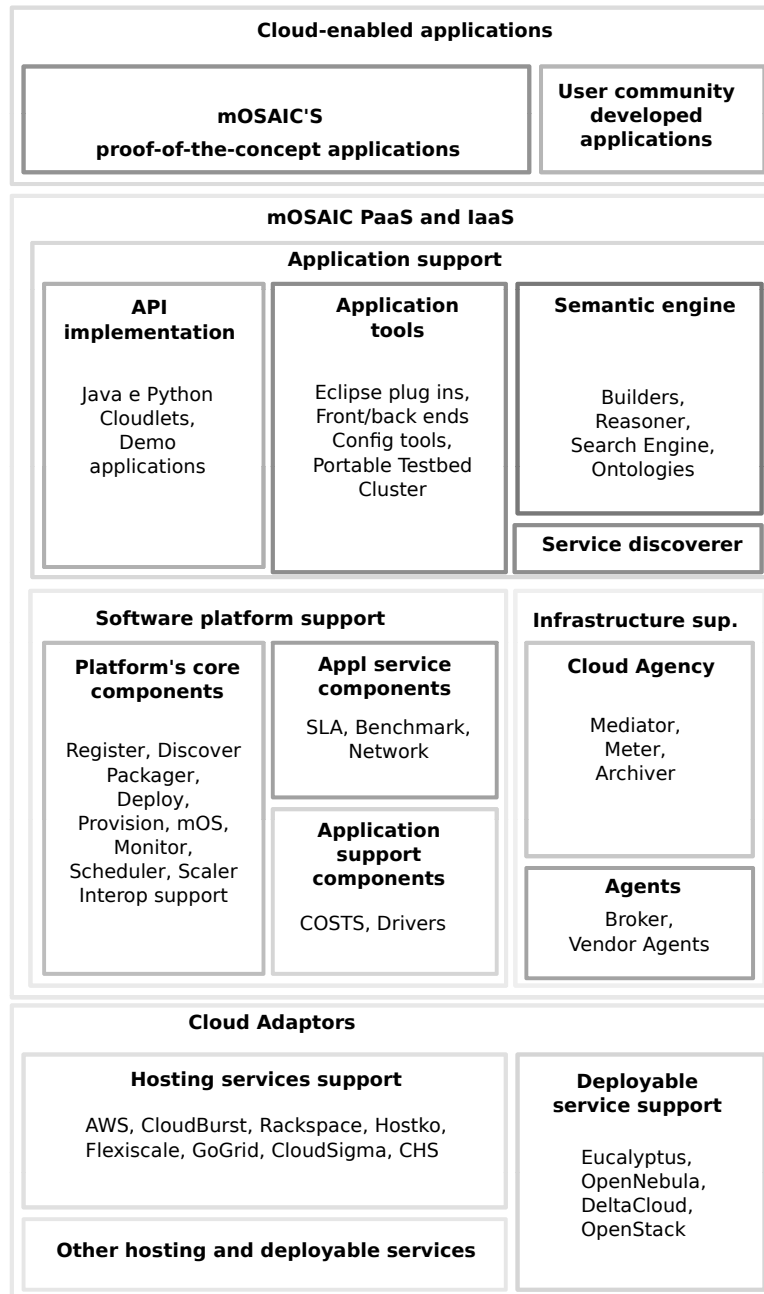 Cloud-enabled applications
mOSAIC'S
proof-of-the-concept applications
User community
developed
applications
mOSAIC PaaS and IaaS
Application support
API
implementation
Java e Python
Cloudlets,
Demo
applications
Application
tools
Eclipse plug ins,
Front/back ends
Config tools,
Portable Testbed
Cluster
Semantic engine
Builders,
Reasoner,
Search Engine,
Ontologies
Service discoverer
Software platform support
Platform's core
components
Register, Discover
Packager,
Deploy,
Provision, mOS,
Monitor,
Scheduler, Scaler
Interop support
Appl service
components
SLA, Benchmark,
Network
Application
support
components
COSTS, Drivers
Infrastructure sup.
Cloud Agency
Mediator,
Meter,
Archiver
Agents
Broker,
Vendor Agents
Cloud Adaptors
Hosting services support
AWS, CloudBurst, Rackspace, Hostko,
Flexiscale, GoGrid, CloudSigma, CHS
Other hosting and deployable services
Deployable
service support
Eucalyptus,
OpenNebula,
DeltaCloud,
OpenStack